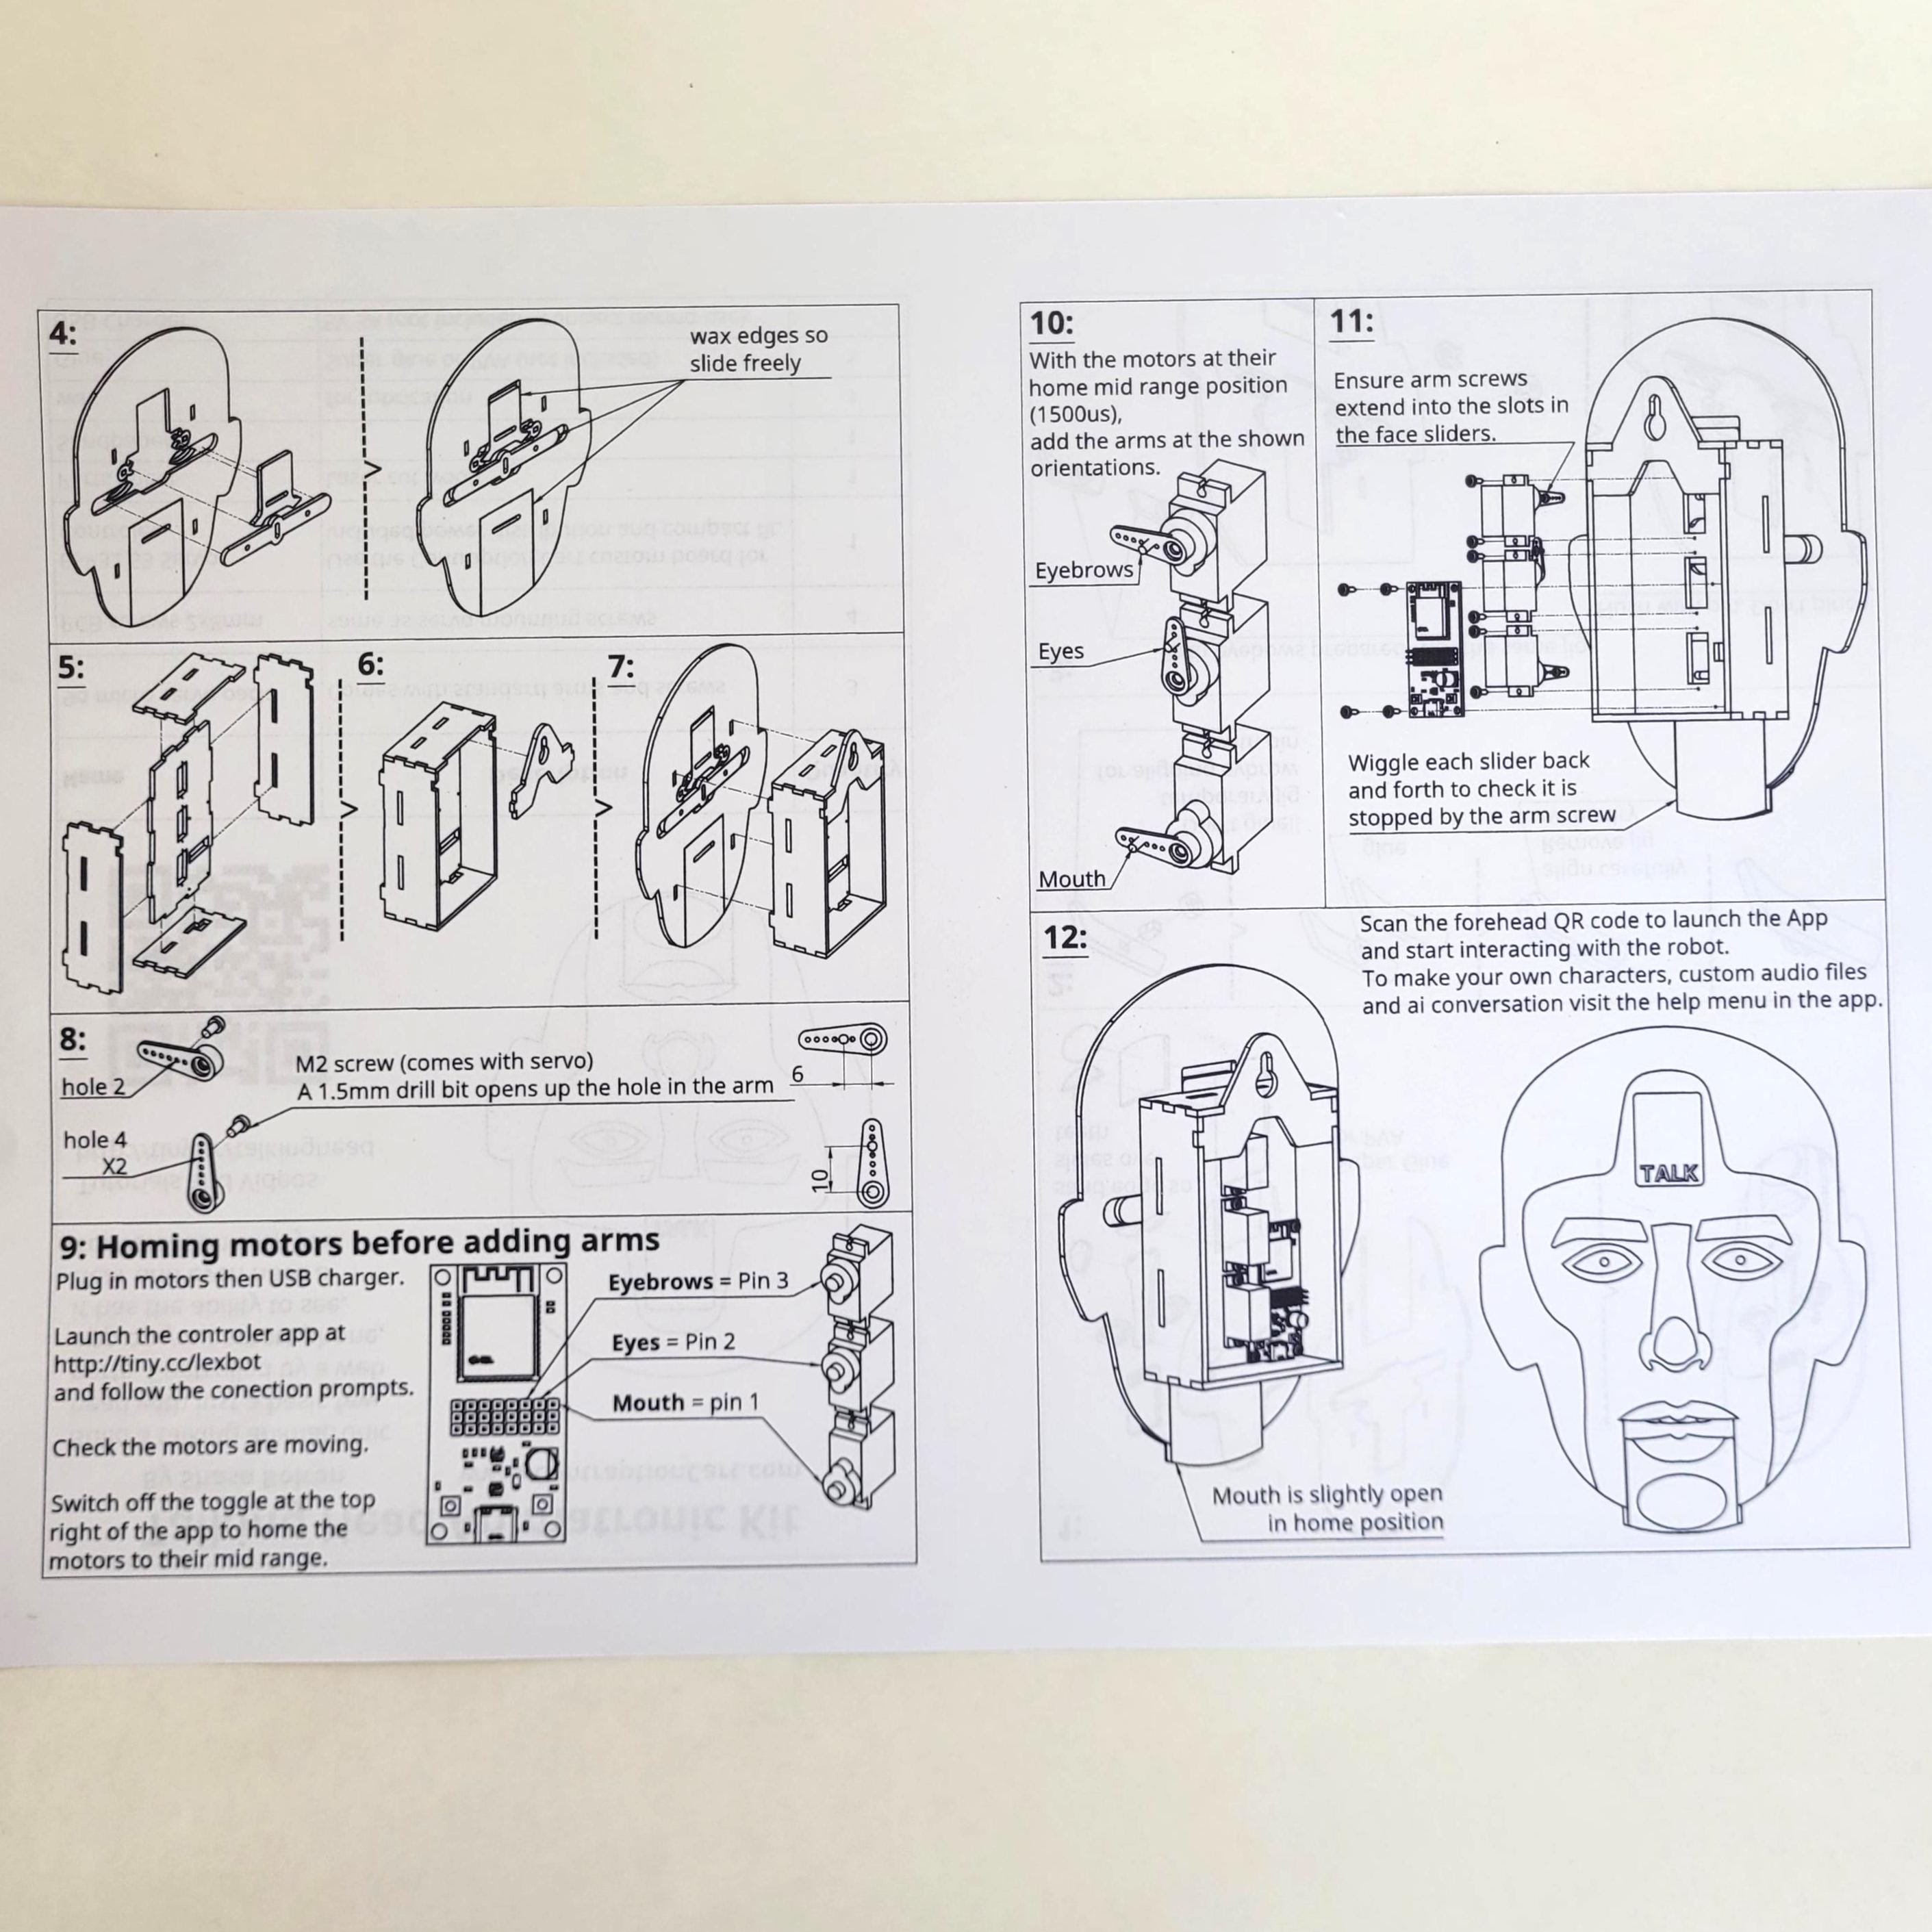 4:
wax edges so
slide freely
5:
6:
7:
8:
hole 2
M2 screw (comes with servo)
A 1.5mm drill bit opens up the hole in the arm
6
hole 4
X2
10
9: Homing motors before adding arms
Plug in motors then USB charger.
Launch the controler app at
http://tiny.cc/lexbot
and follow the conection prompts.
Check the motors are moving.
Switch off the toggle at the top
right of the app to home the
motors to their mid range.
Eyebrows = Pin 3
Eyes = Pin 2
Mouth = pin 1
10:
With the motors at their
home mid range position
(1500us),
add the arms at the shown
orientations.
Eyebrows
Eyes
Mouth
11:
Ensure arm screws
extend into the slots in
the face sliders.
Wiggle each slider back
and forth to check it is
stopped by the arm screw
12:
Scan the forehead QR code to launch the App
and start interacting with the robot.
To make your own characters, custom audio files
and ai conversation visit the help menu in the app.
TALK
Mouth is slightly open
in home position